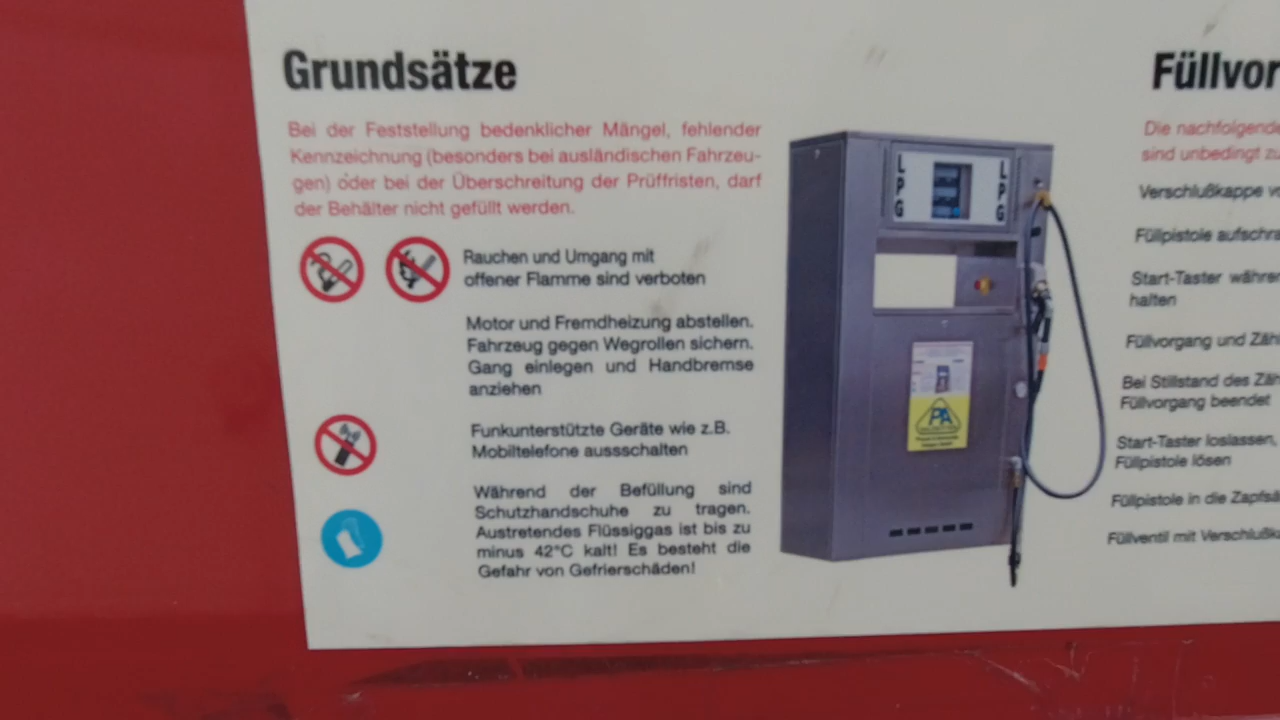 Grundsätze
Bei der Feststellung bedenklicher Mängel, fehlender
Kennzeichnung (besonders bei ausländischen Fahrzeu-
gen) oder bei der Überschreitung der Prüffristen, darf
der Behälter nicht gefüllt werden.
Rauchen und Umgang mit
offener Flamme sind verboten
Motor und Fremdheizung abstellen.
Fahrzeug gegen Wegrollen sichern.
Gang einlegen und Handbremse
anziehen
Funkunterstützte Geräte wie z.B.
Mobiltelefone aussschalten
Während der Befüllung sind
Schutzhandschuhe zu tragen.
Austretendes Flüssiggas ist bis zu
minus 42°C kalt! Es besteht die
Gefahr von Gefrierschäden!
LPG
LPG
PA
Füllvor
Die nachfolgend
sind unbedingt z
Verschlußkappe v
Füllpistole aufschra
Start-Taster währe
halten
Füllvorgang und Zäh
Bei Stillstand des Zäh
Füllvorgang beendet
Start-Taster loslassen,
Füllpistole lösen
Füllpistole in die Zapfsä
Füllventil mit Verschlußk